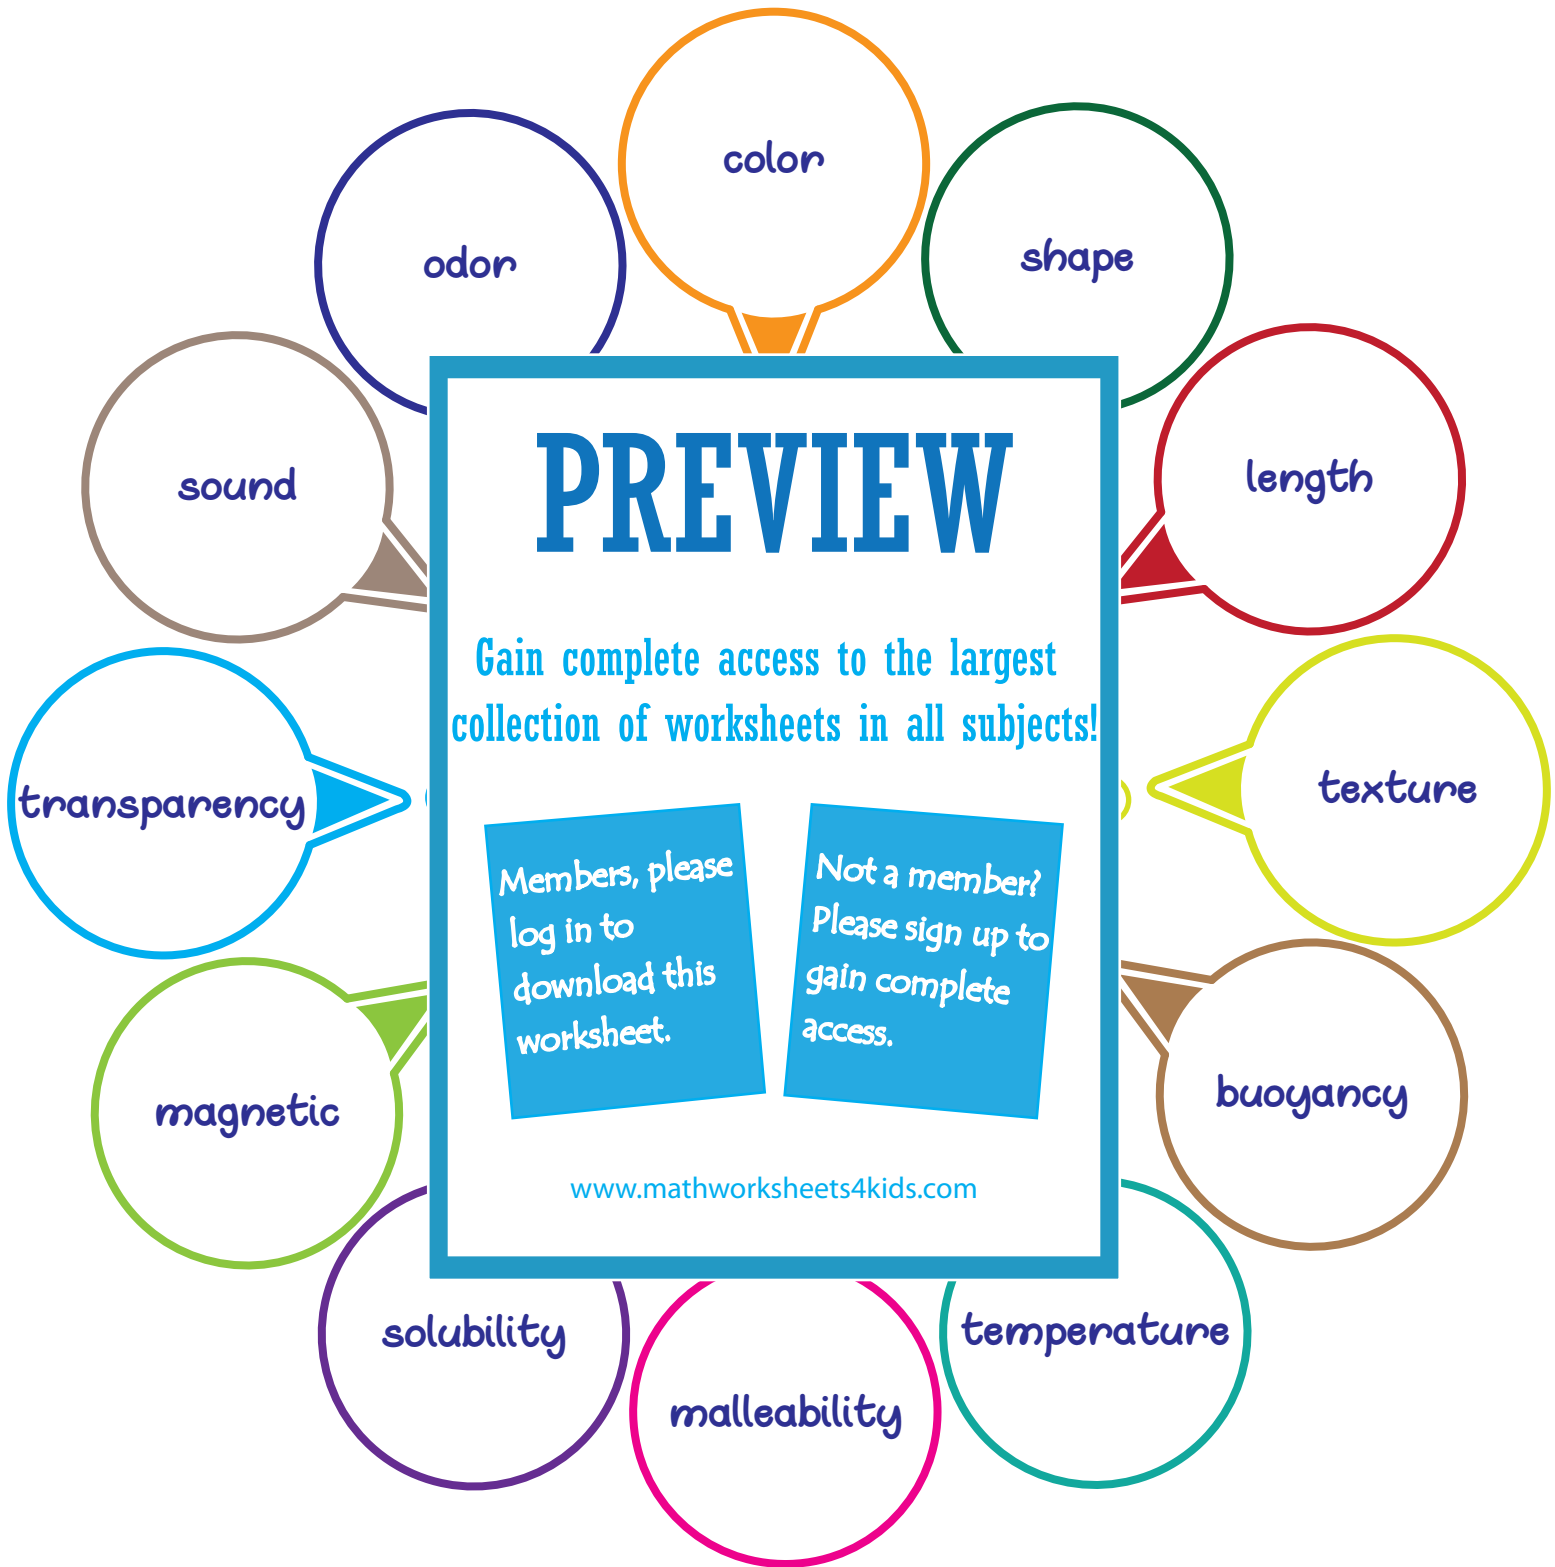 color
odor
shape
sound
length
PREVIEW
Gain complete access to the largest
collection of worksheets in all subjects!
transparency
texture
Members, please
log in to
download this
worksheet.
Not a member?
Please sign up to
gain complete
access.
magnetic
buoyancy
www.mathworksheets4kids.com
solubility
temperature
malleability